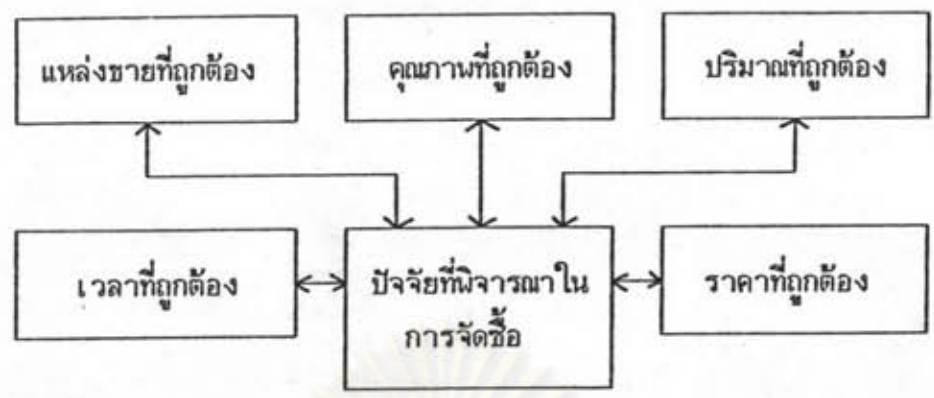 แหล่งขายที่ถูกต้อง
คุณภาพที่ถูกต้อง
ปริมาณที่ถูกต้อง
เวลาที่ถูกต้อง
ปัจจัยที่พิจารณาใน
การจัดซื้อ
ราคาที่ถูกต้อง